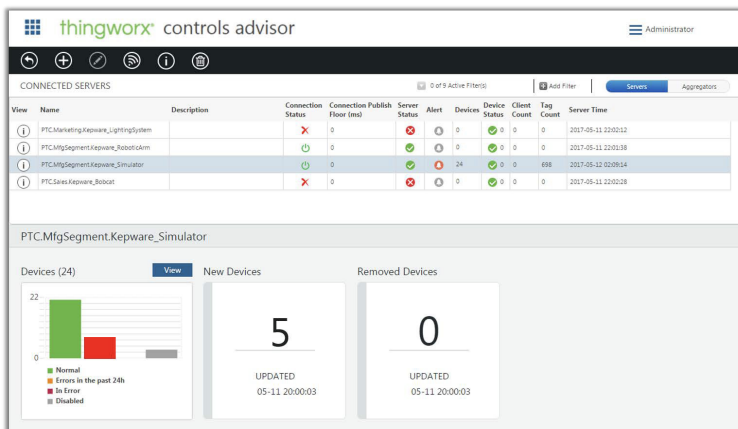 thingworx® controls advisor
Administrator
CONNECTED SERVERS
0 of 9 Active Filter(s)
Add Filter
Servers
Aggregators
View Name Description Connection Status Connection Publish Floor (ms) Server Status Alert Devices Device Status Client Count Tag Count Server Time
PTC.Marketing.Kepware_LightingSystem 0 0 0 0 0 2017-05-11 22:02:12
PTC.MfgSegment.Kepware_RoboticArm 0 0 0 0 0 2017-05-11 22:01:38
PTC.MfgSegment.Kepware_Simulator 0 24 0 0 698 2017-05-12 02:09:14
PTC.Sales.Kepware_Bobcat 0 0 0 0 0 2017-05-11 22:02:28
PTC.MfgSegment.Kepware_Simulator
Devices (24) View
22
0
Normal
Errors in the past 24h
In Error
Disabled
New Devices
5
UPDATED
05-11 20:00:03
Removed Devices
0
UPDATED
05-11 20:00:03